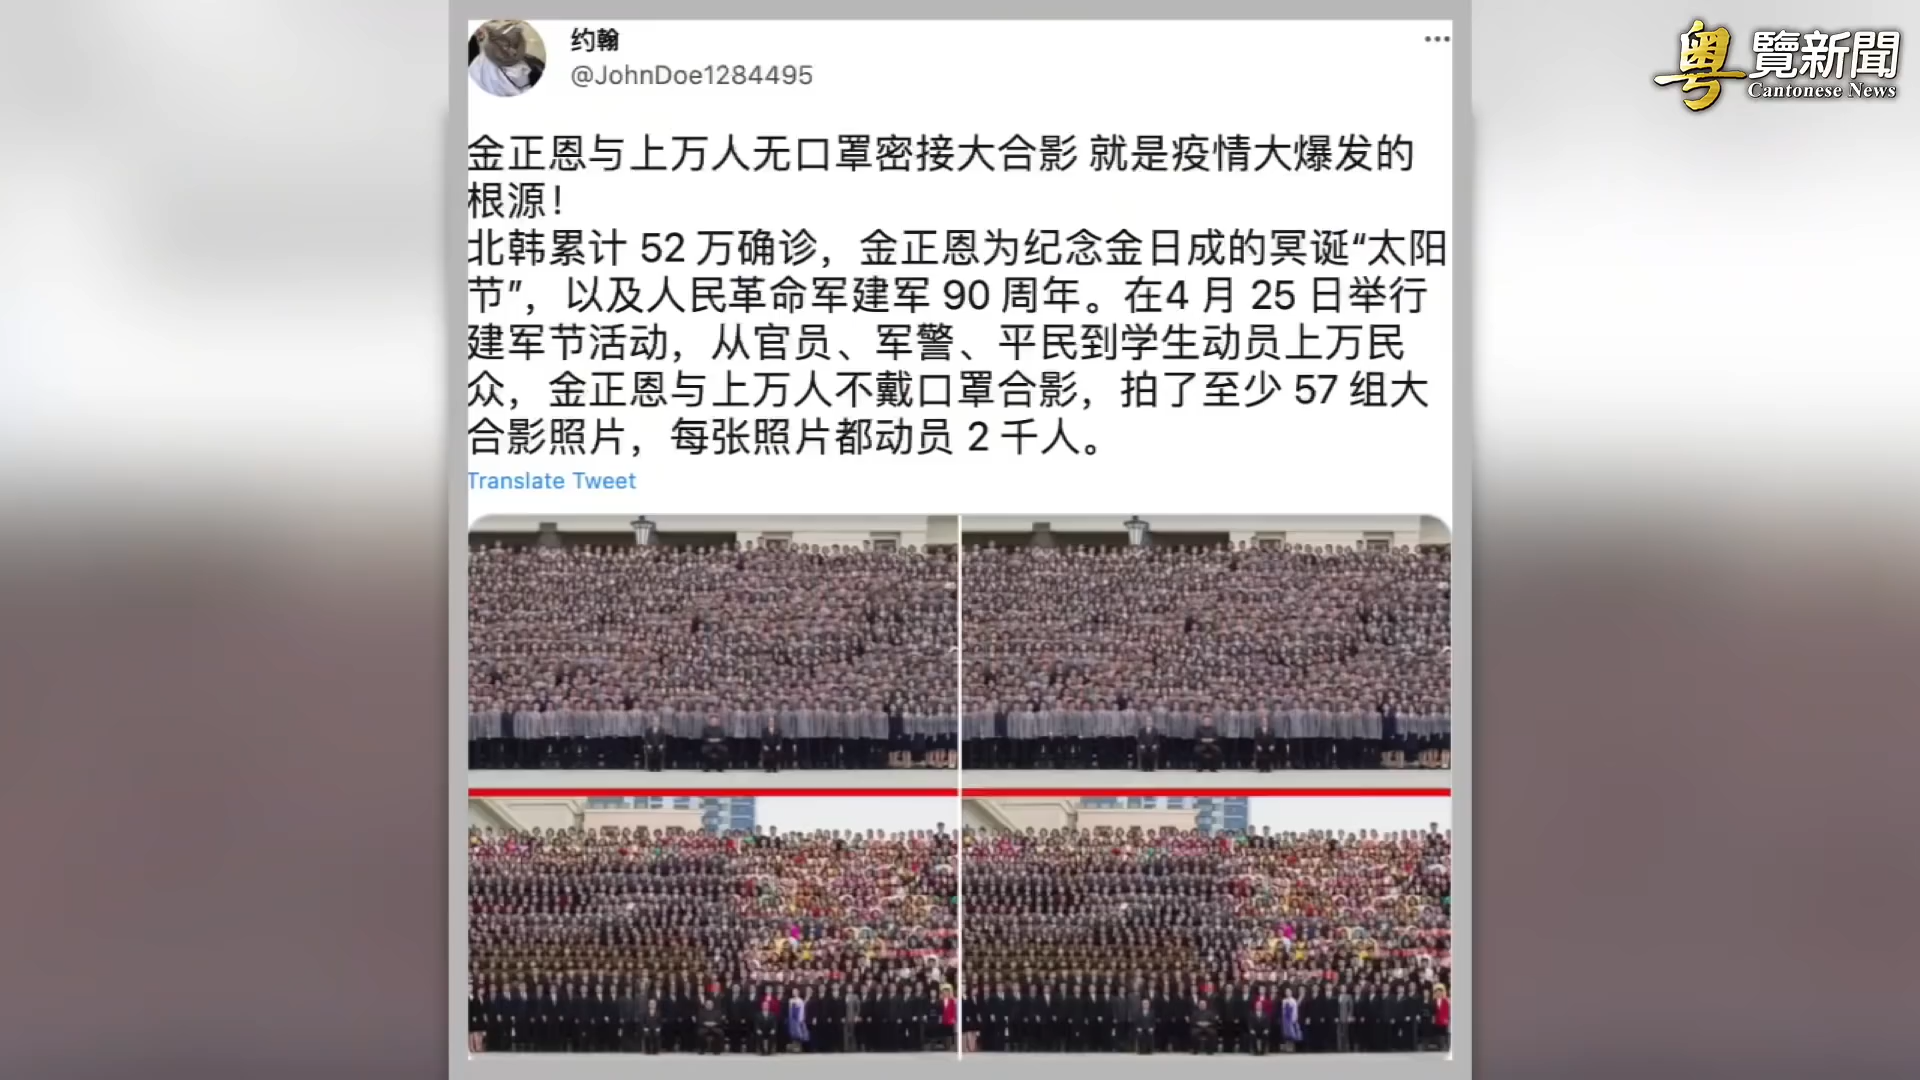 约翰
@JohnDoe1284495
粤覽新聞
Cantonese News
金正恩与上万人无口罩密接大合影 就是疫情大爆发的
根源！
北韩累计 52 万确诊，金正恩为纪念金日成的冥诞“太阳
节”，以及人民革命军建军 90 周年。在4 月 25 日举行
建军节活动，从官员、军警、平民到学生动员上万民
众，金正恩与上万人不戴口罩合影，拍了至少 57 组大
合影照片，每张照片都动员 2 千人。
Translate Tweet